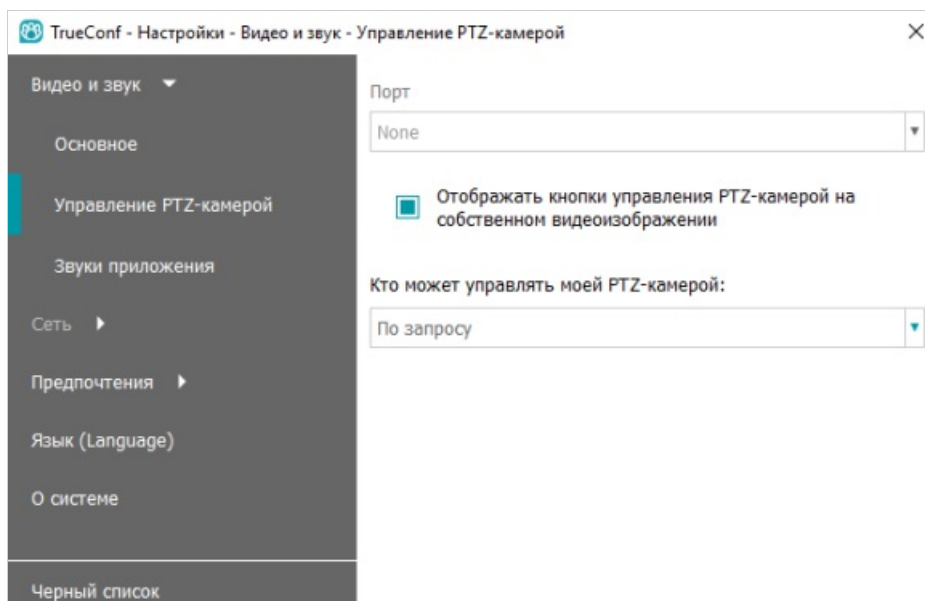 TrueConf - Настройки - Видео и звук - Управление PTZ-камерой
Видео и звук
Основное
Управление PTZ-камерой
Звуки приложения
Сеть
Предпочтения
Язык (Language)
О системе
Черный список
Порт
None
Отображать кнопки управления PTZ-камерой на
собственном видеоизображении
Кто может управлять моей PTZ-камерой:
По запросу